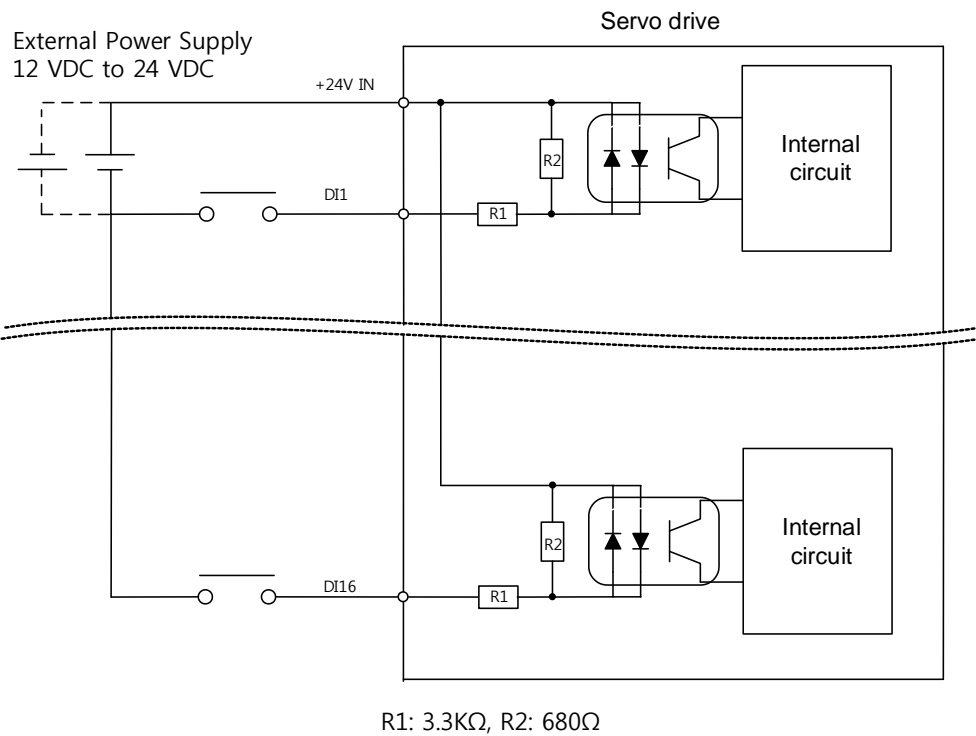 Servo drive
External Power Supply
12 VDC to 24 VDC
+24V IN
R2
Internal
circuit
DI1
R1
R2
Internal
circuit
DI16
R1
R1: 3.3KΩ, R2: 680Ω